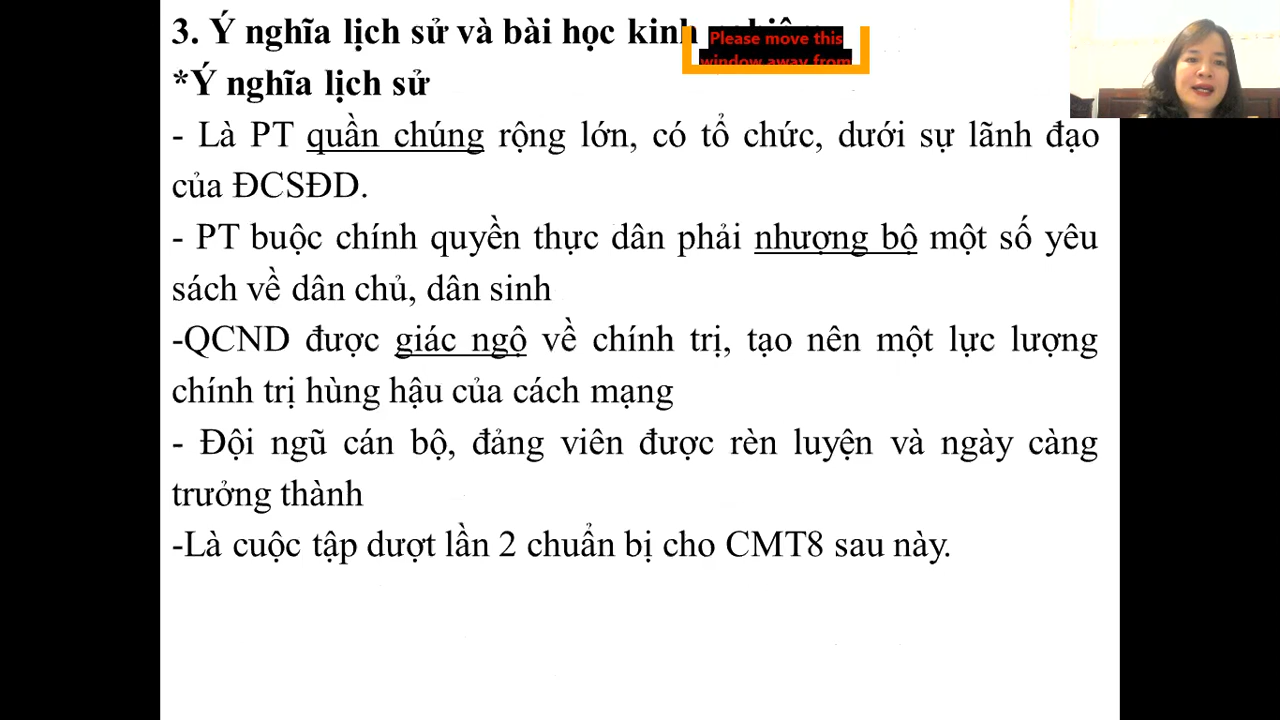 3. Ý nghĩa lịch sử và bài học kinh
Please move this
window away from
*Ý nghĩa lịch sử
- Là PT quần chúng rộng lớn, có tổ chức, dưới sự lãnh đạo
của ĐCSĐD.
- PT buộc chính quyền thực dân phải nhượng bộ một số yêu
sách về dân chủ, dân sinh
-QCND được giác ngộ về chính trị, tạo nên một lực lượng
chính trị hùng hậu của cách mạng
- Đội ngũ cán bộ, đảng viên được rèn luyện và ngày càng
trưởng thành
-Là cuộc tập dượt lần 2 chuẩn bị cho CMT8 sau này.